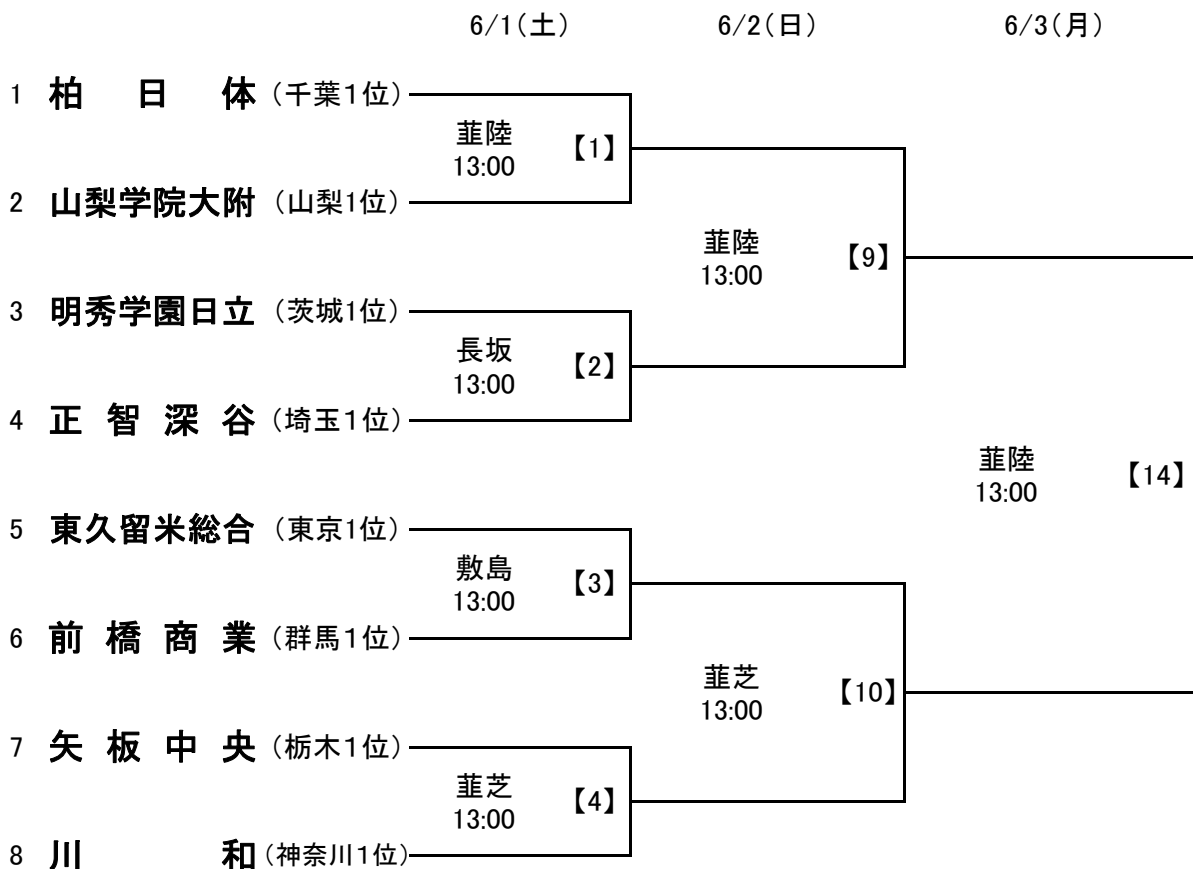 6/1(土) 6/2(日) 6/3(月)
1 柏日体 (千葉1位)
韮陸 【1】
13:00
2 山梨学院大附 (山梨1位)
韮陸 【9】
13:00
3 明秀学園日立 (茨城1位)
長坂 【2】
13:00
4 正智深谷 (埼玉1位)
韮陸 【14】
13:00
5 東久留米総合 (東京1位)
敷島 【3】
13:00
6 前橋商業 (群馬1位)
韮芝 【10】
13:00
7 矢板中央 (栃木1位)
韮芝 【4】
13:00
8 川和 (神奈川1位)